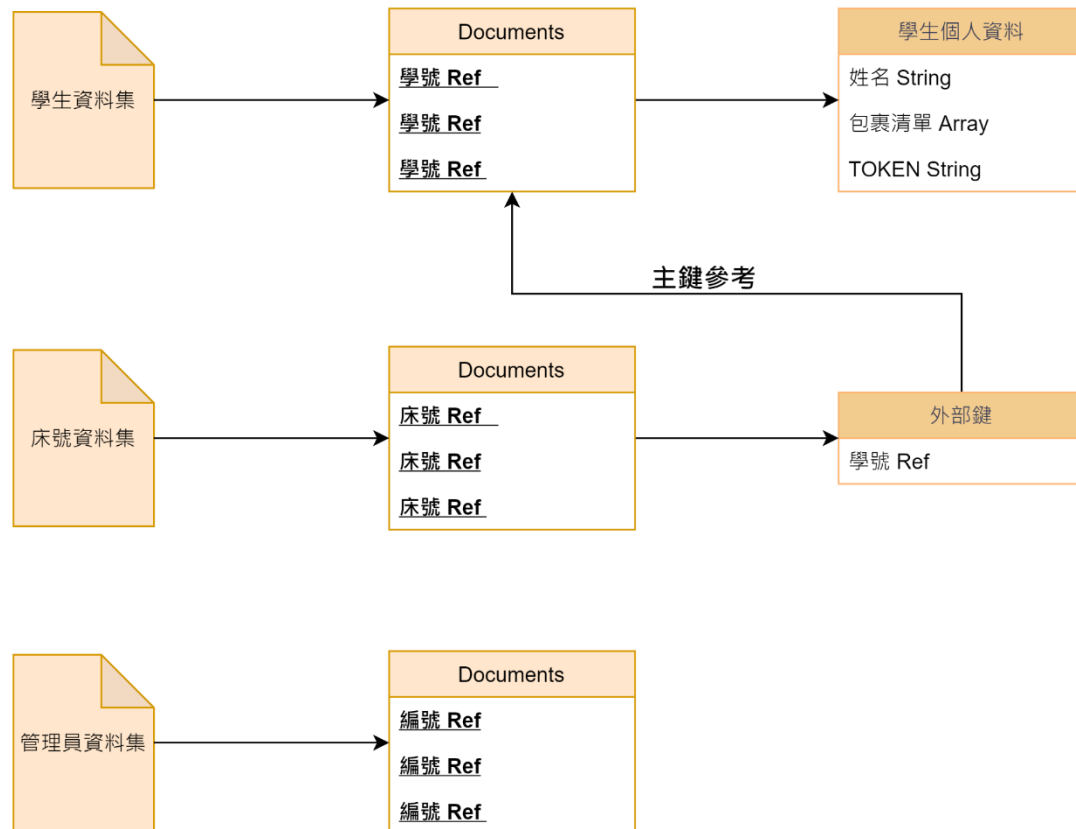 學生資料集
Documents
學號 Ref
學號 Ref
學號 Ref
學生個人資料
姓名 String
包裹清單 Array
TOKEN String
主鍵參考
床號資料集
Documents
床號 Ref
床號 Ref
床號 Ref
外部鍵
學號 Ref
管理員資料集
Documents
編號 Ref
編號 Ref
編號 Ref